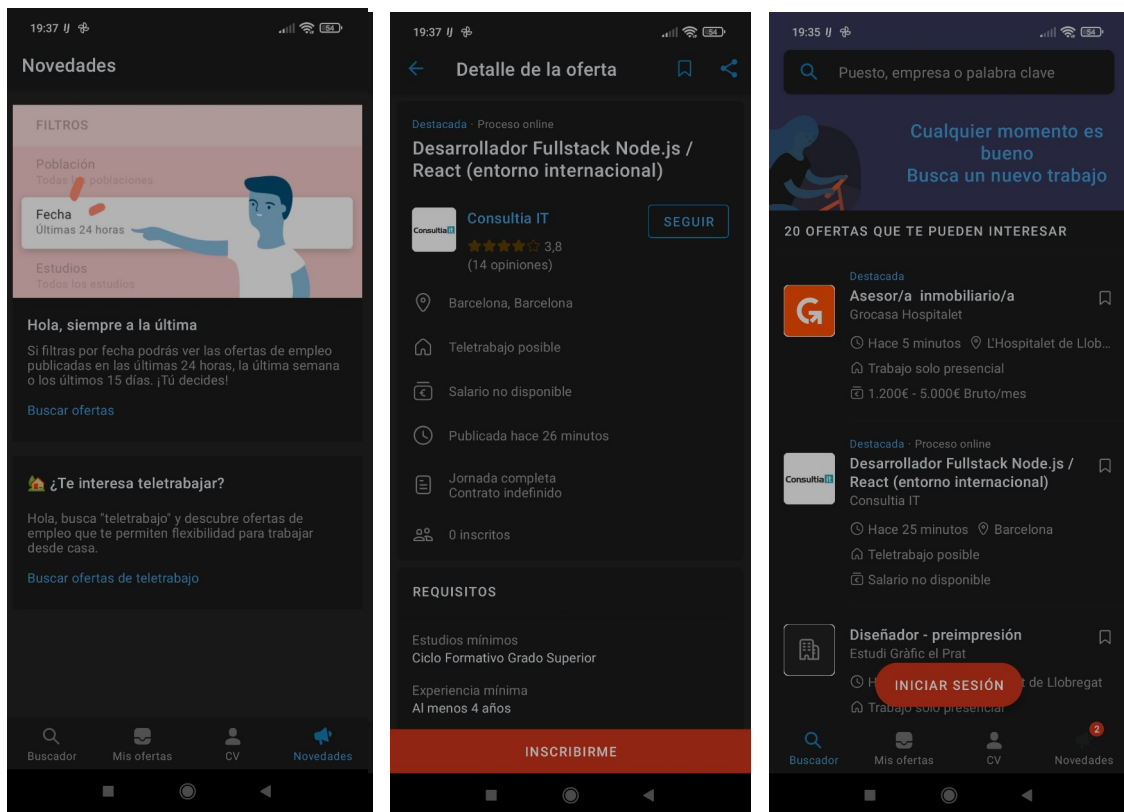 19:37
54
Novedades
FILTROS
Población
Todas las poblaciones
Fecha
Últimas 24 horas
Estudios
Todos los estudios
Hola, siempre a la última
Si filtras por fecha podrás ver las ofertas de empleo
publicadas en las últimas 24 horas, la última semana
o los últimos 15 días. ¡Tú decides!
Buscar ofertas
¿Te interesa teletrabajar?
Hola, busca "teletrabajo" y descubre ofertas de
empleo que te permiten flexibilidad para trabajar
desde casa.
Buscar ofertas de teletrabajo
Buscador
Mis ofertas
CV
Novedades
19:37
54
Detalle de la oferta
Destacada · Proceso online
Desarrollador Fullstack Node.js /
React (entorno internacional)
Consultia it
Consultia IT
SEGUIR
3,8
(14 opiniones)
Barcelona, Barcelona
Teletrabajo posible
Salario no disponible
Publicada hace 26 minutos
Jornada completa
Contrato indefinido
0 inscritos
REQUISITOS
Estudios mínimos
Ciclo Formativo Grado Superior
Experiencia mínima
Al menos 4 años
INSCRIBIRME
19:35
54
Puesto, empresa o palabra clave
Cualquier momento es
bueno
Busca un nuevo trabajo
20 OFERTAS QUE TE PUEDEN INTERESAR
Destacada
Asesor/a inmobiliario/a
Grocasa Hospitalet
Hace 5 minutos L'Hospitalet de Llob...
Trabajo solo presencial
1.200€ - 5.000€ Bruto/mes
Destacada · Proceso online
Consultia it
Desarrollador Fullstack Node.js /
React (entorno internacional)
Consultia IT
Hace 25 minutos Barcelona
Teletrabajo posible
Salario no disponible
Diseñador - preimpresión
Estudi Gràfic el Prat
INICIAR SESIÓN
de Llobregat
Trabajo solo presencial
2
Buscador
Mis ofertas
CV
Novedades